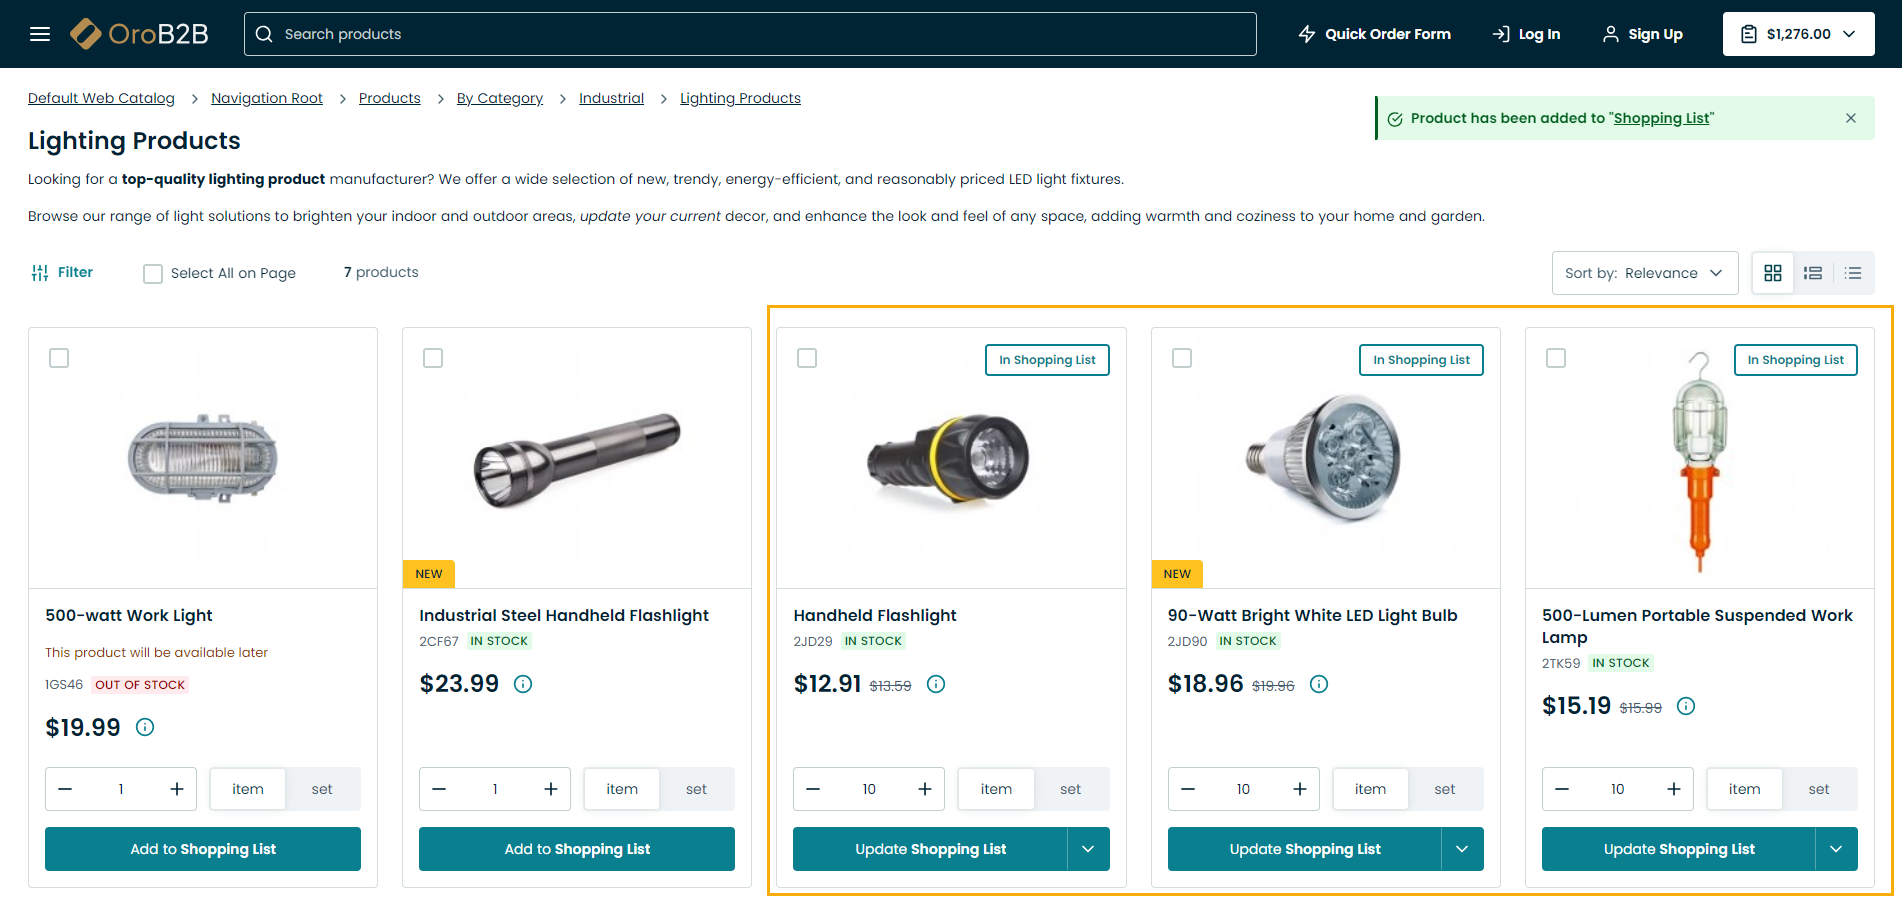 OroB2B
Search products
Quick Order Form
Log In
Sign Up
$1,276.00
Default Web Catalog > Navigation Root > Products > By Category > Industrial > Lighting Products
Product has been added to "Shopping List"
Lighting Products
Looking for a top-quality lighting product manufacturer? We offer a wide selection of new, trendy, energy-efficient, and reasonably priced LED light fixtures.
Browse our range of light solutions to brighten your indoor and outdoor areas, update your current decor, and enhance the look and feel of any space, adding warmth and coziness to your home and garden.
Filter
Select All on Page
7 products
Sort by: Relevance
500-watt Work Light
This product will be available later
1GS46 OUT OF STOCK
$19.99
1 item set
Add to Shopping List
NEW
Industrial Steel Handheld Flashlight
2CF67 IN STOCK
$23.99
1 item set
Add to Shopping List
In Shopping List
Handheld Flashlight
2JD29 IN STOCK
$12.91 $13.59
10 item set
Update Shopping List
In Shopping List
NEW
90-Watt Bright White LED Light Bulb
2JD90 IN STOCK
$18.96 $19.96
10 item set
Update Shopping List
In Shopping List
500-Lumen Portable Suspended Work
Lamp
2TK59 IN STOCK
$15.19 $15.99
10 item set
Update Shopping List